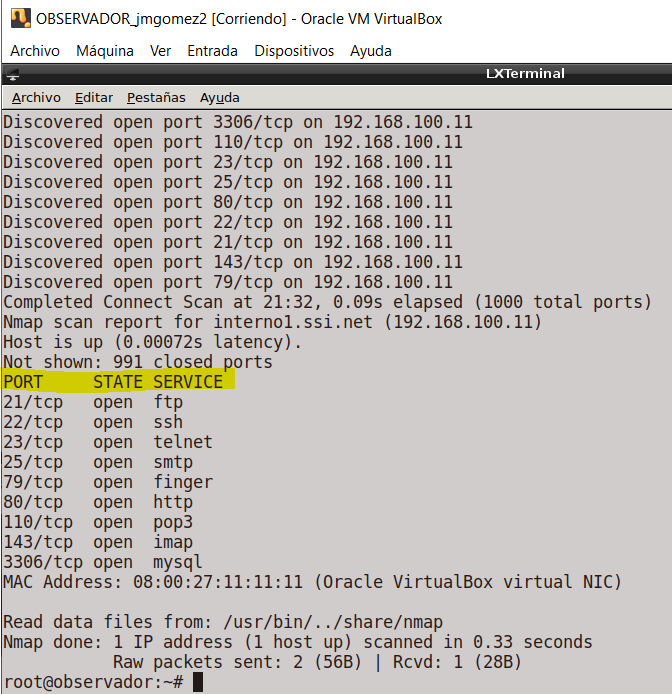 OBSERVADOR_jmgomez2 [Corriendo] - Oracle VM VirtualBox
Archivo Máquina Ver Entrada Dispositivos Ayuda
LXTerminal
Archivo Editar Pestañas Ayuda
Discovered open port 3306/tcp on 192.168.100.11
Discovered open port 110/tcp on 192.168.100.11
Discovered open port 23/tcp on 192.168.100.11
Discovered open port 25/tcp on 192.168.100.11
Discovered open port 80/tcp on 192.168.100.11
Discovered open port 22/tcp on 192.168.100.11
Discovered open port 21/tcp on 192.168.100.11
Discovered open port 143/tcp on 192.168.100.11
Discovered open port 79/tcp on 192.168.100.11
Completed Connect Scan at 21:32, 0.09s elapsed (1000 total ports)
Nmap scan report for interno1.ssi.net (192.168.100.11)
Host is up (0.00072s latency).
Not shown: 991 closed ports
PORT     STATE SERVICE
21/tcp   open  ftp
22/tcp   open  ssh
23/tcp   open  telnet
25/tcp   open  smtp
79/tcp   open  finger
80/tcp   open  http
110/tcp  open  pop3
143/tcp  open  imap
3306/tcp open  mysql
MAC Address: 08:00:27:11:11:11 (Oracle VirtualBox virtual NIC)
Read data files from: /usr/bin/../share/nmap
Nmap done: 1 IP address (1 host up) scanned in 0.33 seconds
           Raw packets sent: 2 (56B) | Rcvd: 1 (28B)
root@observador:~#